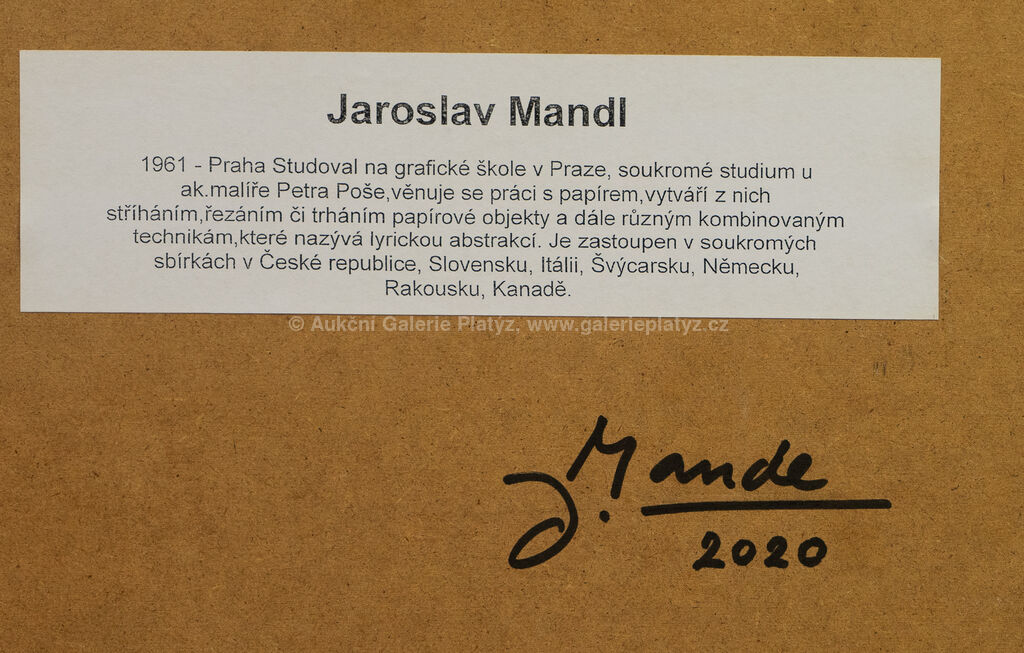 Jaroslav Mandl
1961 - Praha Studoval na grafické škole v Praze, soukromé studium u
ak.malíře Petra Poše,věnuje se práci s papírem,vytváří z nich
stříháním,řezáním či trháním papírové objekty a dále různým kombinovaným
technikám,které nazývá lyrickou abstrakcí. Je zastoupen v soukromých
sbírkách v České republice, Slovensku, Itálii, Švýcarsku, Německu,
Rakousku, Kanadě.
© Aukční Galerie Platýz, www.galerieplatyz.cz
J. Mandl
2020